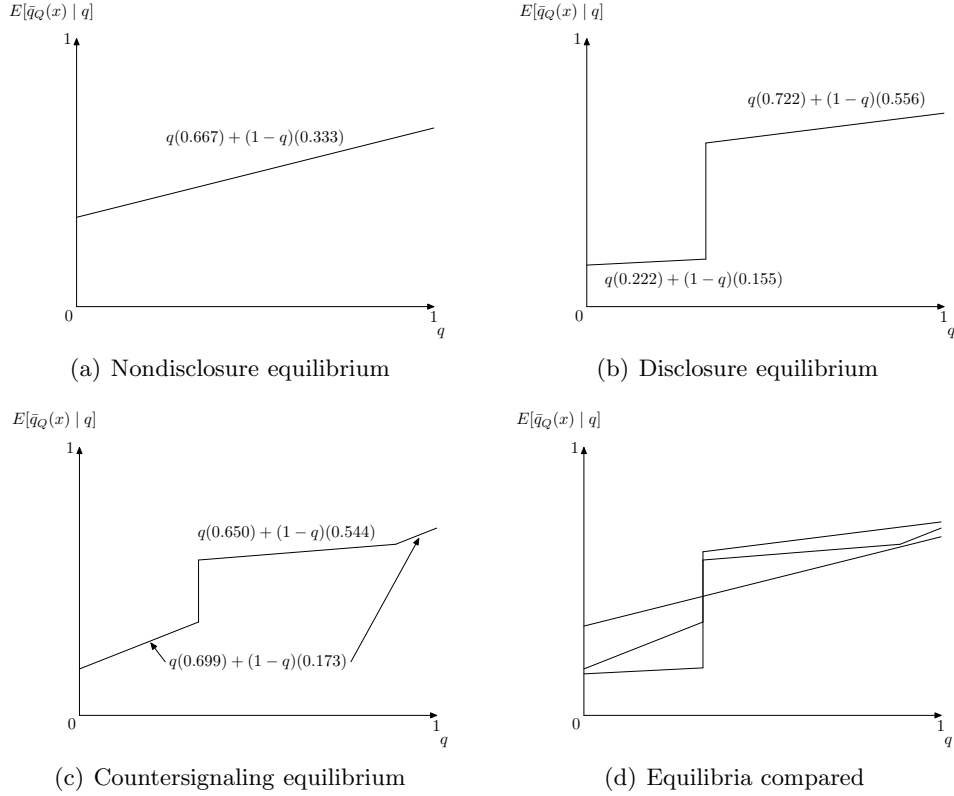 E[q̄_Q(x) | q]
1
q(0.667) + (1 − q)(0.333)
0
1
q
(a) Nondisclosure equilibrium
E[q̄_Q(x) | q]
1
q(0.722) + (1 − q)(0.556)
q(0.222) + (1 − q)(0.155)
0
1
q
(b) Disclosure equilibrium
E[q̄_Q(x) | q]
1
q(0.650) + (1 − q)(0.544)
q(0.699) + (1 − q)(0.173)
0
1
q
(c) Countersignaling equilibrium
E[q̄_Q(x) | q]
1
0
1
q
(d) Equilibria compared